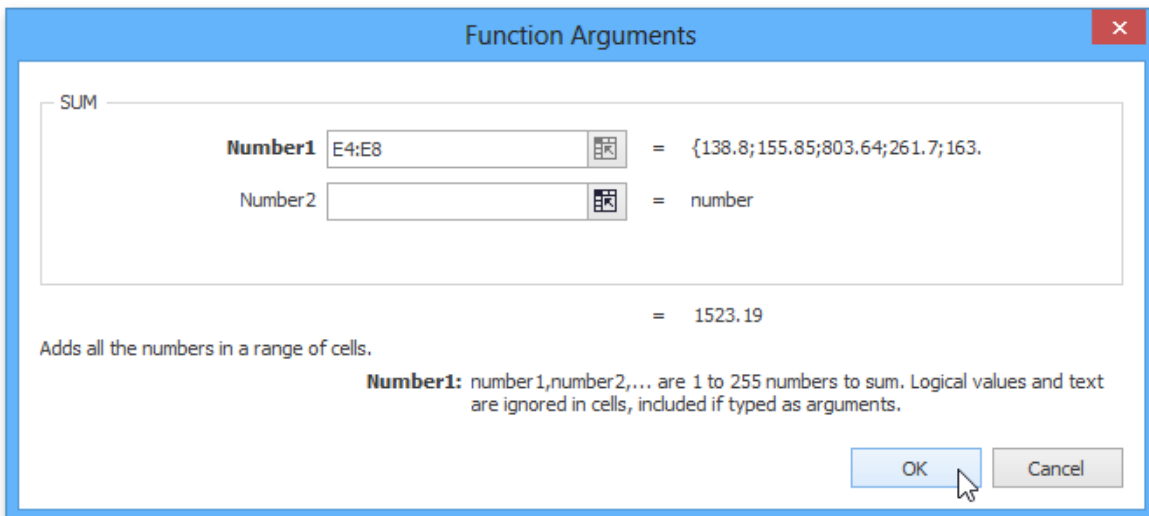 Function Arguments
SUM
Number1 E4:E8 = {138.8;155.85;803.64;261.7;163.
Number2 = number
= 1523.19
Adds all the numbers in a range of cells.
Number1: number1,number2,... are 1 to 255 numbers to sum. Logical values and text
are ignored in cells, included if typed as arguments.
OK Cancel